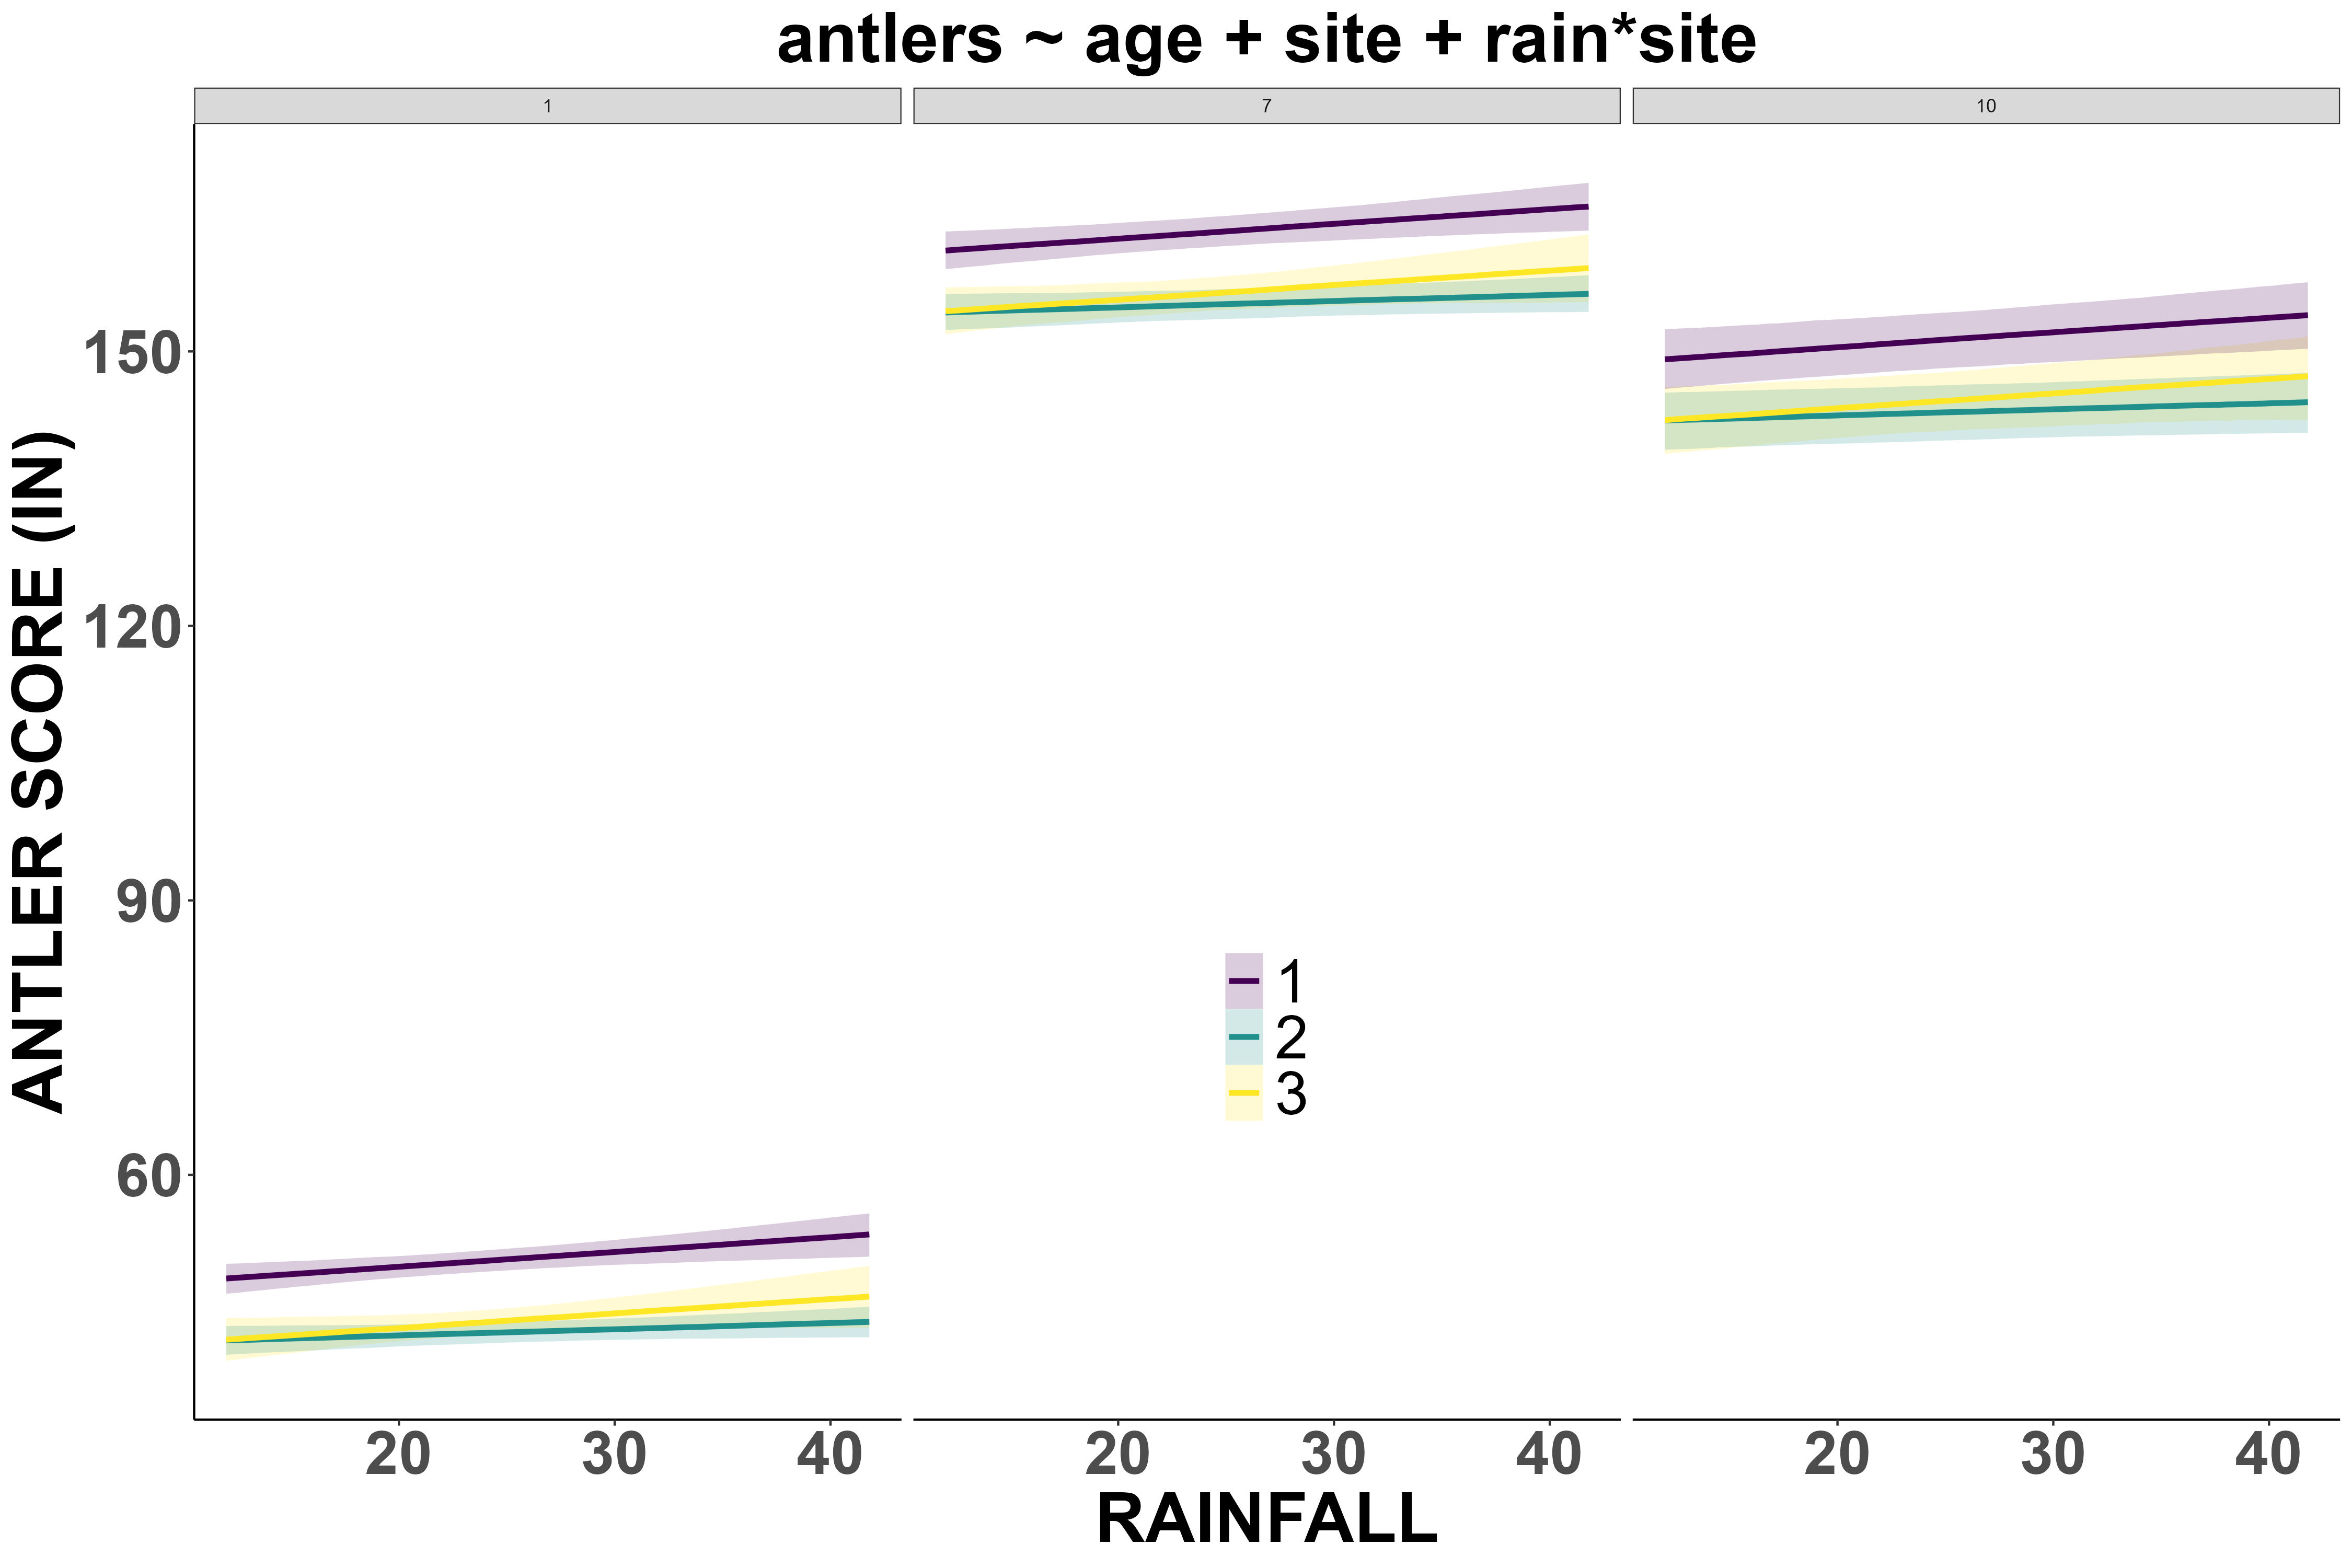 antlers ~ age + site + rain*site
1 7 10
ANTLER SCORE (IN)
150
120
90
60
1
2
3
20 30 40 20 30 40 20 30 40
RAINFALL